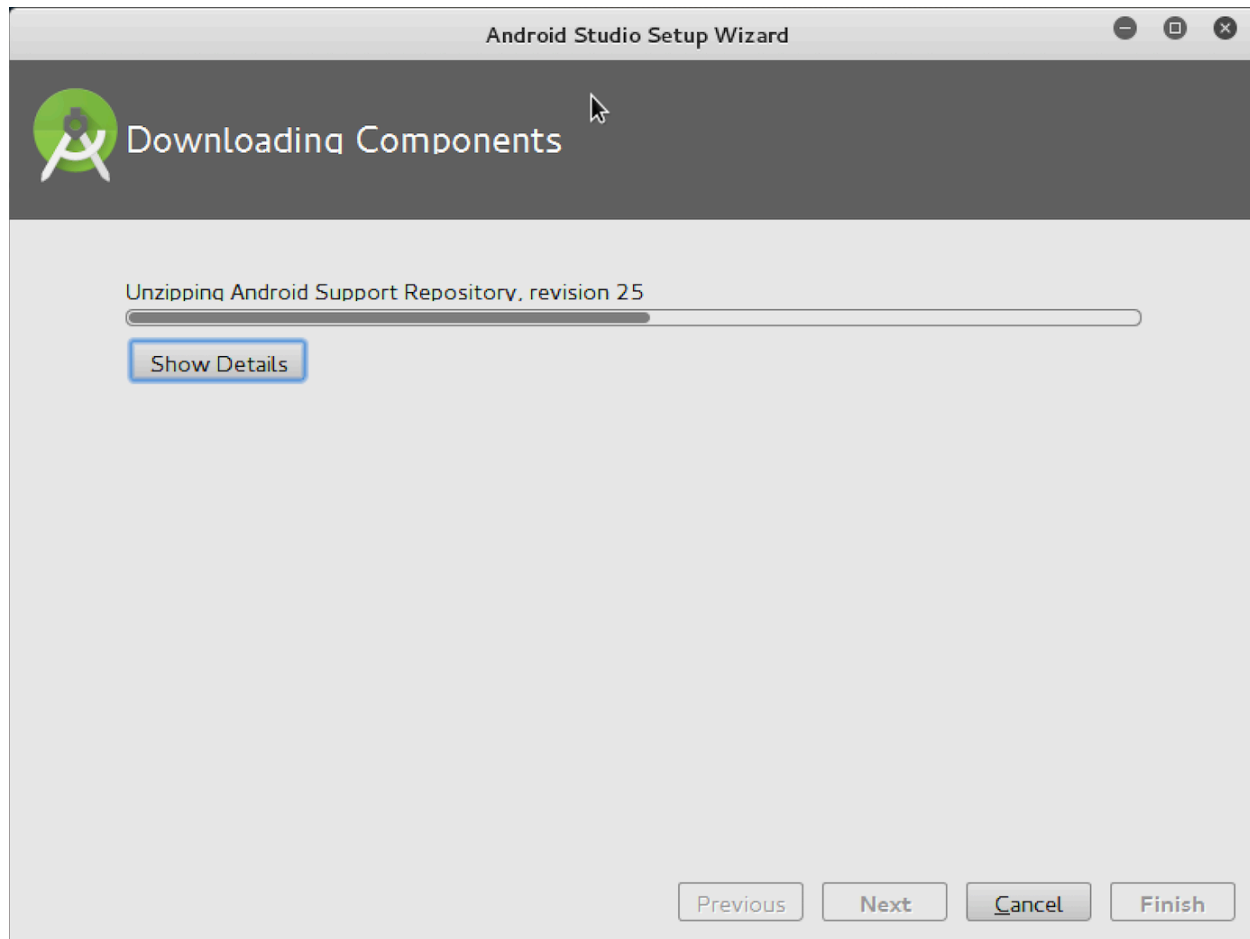 Android Studio Setup Wizard
Downloading Components
Unzipping Android Support Repository, revision 25
Show Details
Previous
Next
Cancel
Finish